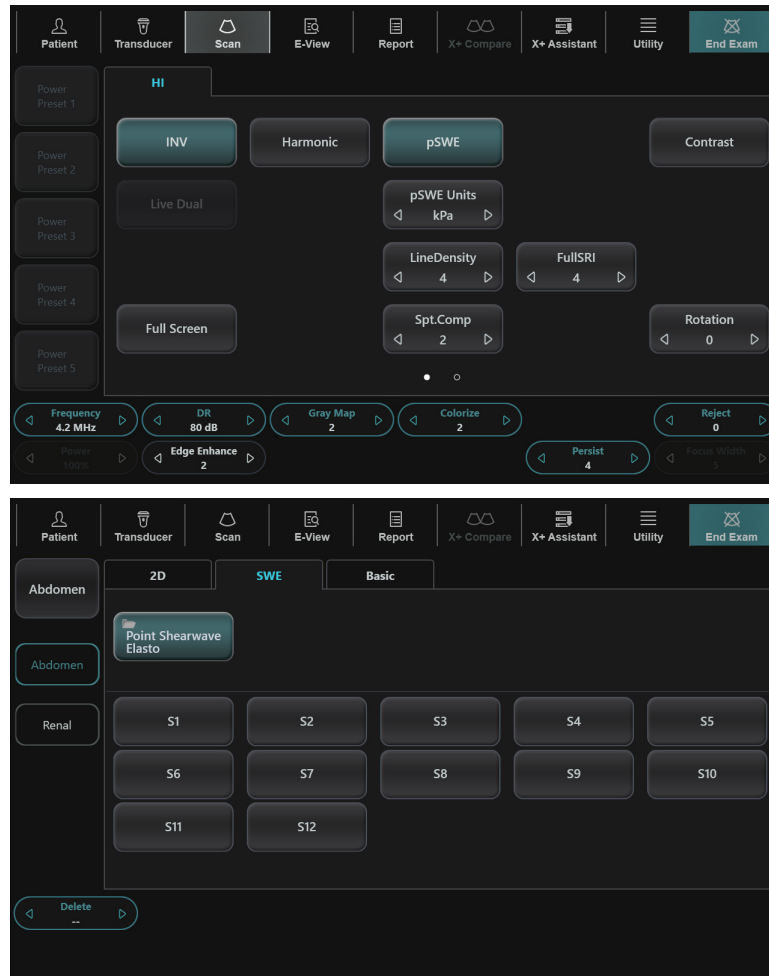 Patient Transducer Scan E-View Report X+ Compare X+ Assistant Utility End Exam
HI
Power
Preset 1
INV Harmonic pSWE Contrast
Power
Preset 2
Live Dual
pSWE Units
kPa
Power
Preset 3
LineDensity FullSRI
4 4
Power
Preset 4
Full Screen
Spt.Comp Rotation
2 0
Power
Preset 5
Frequency DR Gray Map Colorize Reject
4.2 MHz 80 dB 2 2 0
Power Edge Enhance Persist Focus Width
100% 2 4 3
Patient Transducer Scan E-View Report X+ Compare X+ Assistant Utility End Exam
Abdomen
2D SWE Basic
Point Shearwave
Elasto
Abdomen
Renal
S1 S2 S3 S4 S5
S6 S7 S8 S9 S10
S11 S12
Delete
--